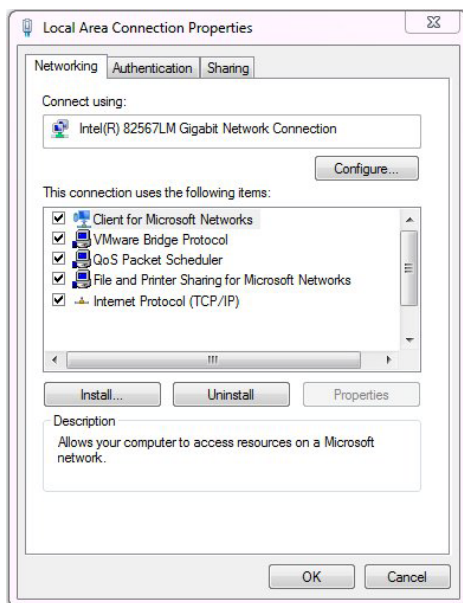 Local Area Connection Properties
Networking Authentication Sharing
Connect using:
Intel(R) 82567LM Gigabit Network Connection
Configure...
This connection uses the following items:
Client for Microsoft Networks
VMware Bridge Protocol
QoS Packet Scheduler
File and Printer Sharing for Microsoft Networks
Internet Protocol (TCP/IP)
Install... Uninstall Properties
Description
Allows your computer to access resources on a Microsoft
network.
OK Cancel